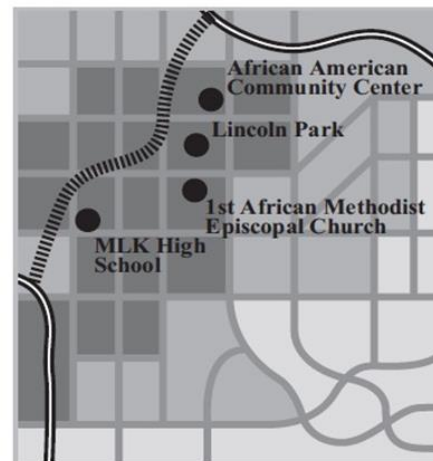 African American
Community Center
Lincoln Park
1st African Methodist
Episcopal Church
MLK High
School